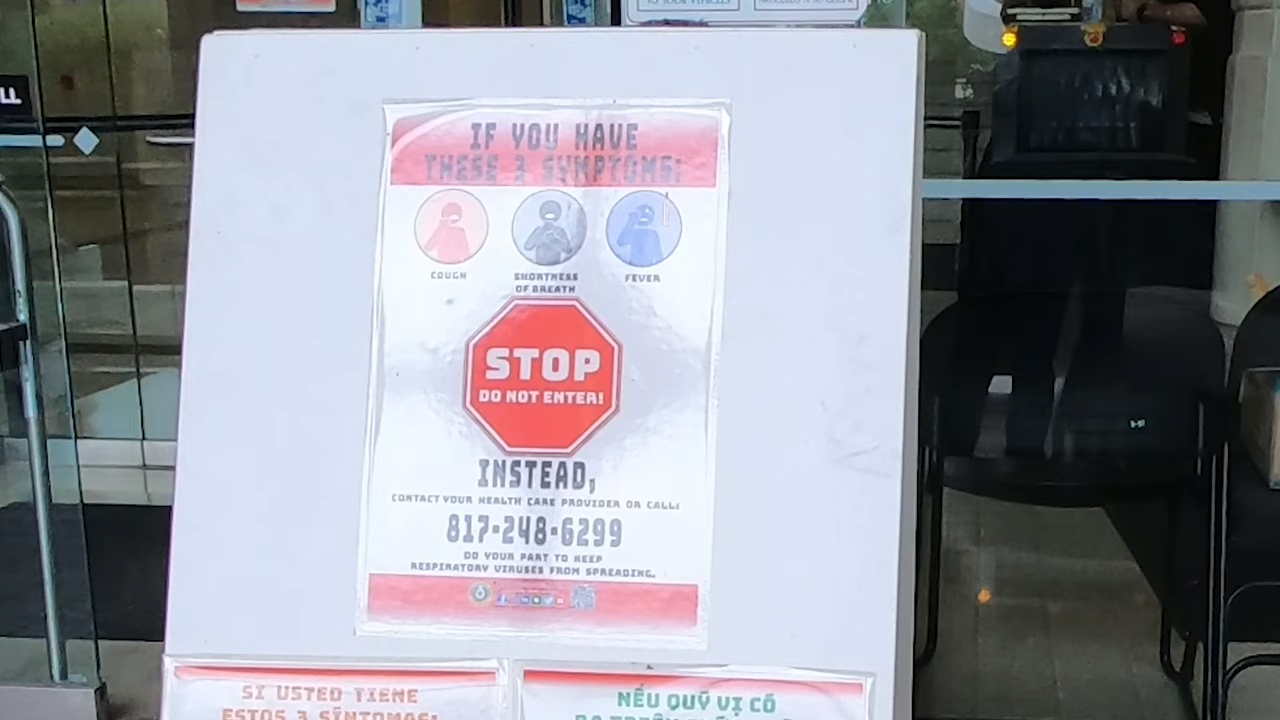 LL
IF YOU HAVE
THESE 3 SYMPTOMS:
COUGH
SHORTNESS
OF BREATH
FEVER
STOP
DO NOT ENTER!
INSTEAD,
CONTACT YOUR HEALTH CARE PROVIDER OR CALL:
817-248-6299
DO YOUR PART TO KEEP
RESPIRATORY VIRUSES FROM SPREADING.
SI USTED TIENE
ESTOS 3 SÍNTOMAS:
NẾU QUÝ VỊ CÓ